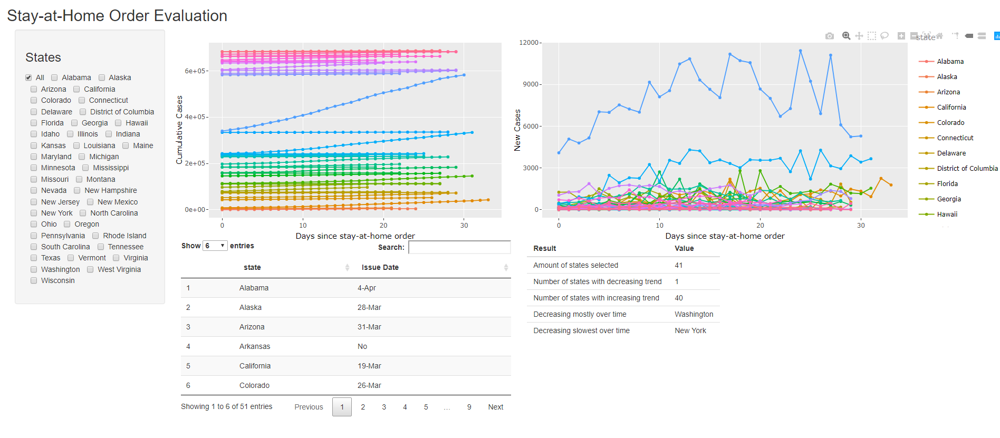 Stay-at-Home Order Evaluation
States
All Alabama Alaska
Arizona California
Colorado Connecticut
Delaware District of Columbia
Florida Georgia Hawaii
Idaho Illinois Indiana
Kansas Louisiana Maine
Maryland Michigan
Minnesota Mississippi
Missouri Montana
Nevada New Hampshire
New Jersey New Mexico
New York North Carolina
Ohio Oregon
Pennsylvania Rhode Island
South Carolina Tennessee
Texas Vermont Virginia
Washington West Virginia
Wisconsin
Cumulative Cases
6e+05
4e+05
2e+05
0e+00
0 10 20 30
Days since stay-at-home order
New Cases
12000
9000
6000
3000
0
0 10 20 30
Days since stay-at-home order
state
Alabama
Alaska
Arizona
California
Colorado
Connecticut
Delaware
District of Columbia
Florida
Georgia
Hawaii
Show 6 entries
Search:
state Issue Date
1 Alabama 4-Apr
2 Alaska 28-Mar
3 Arizona 31-Mar
4 Arkansas No
5 California 19-Mar
6 Colorado 26-Mar
Showing 1 to 6 of 51 entries
Previous 1 2 3 4 5 … 9 Next
Result Value
Amount of states selected 41
Number of states with decreasing trend 1
Number of states with increasing trend 40
Decreasing mostly over time Washington
Decreasing slowest over time New York